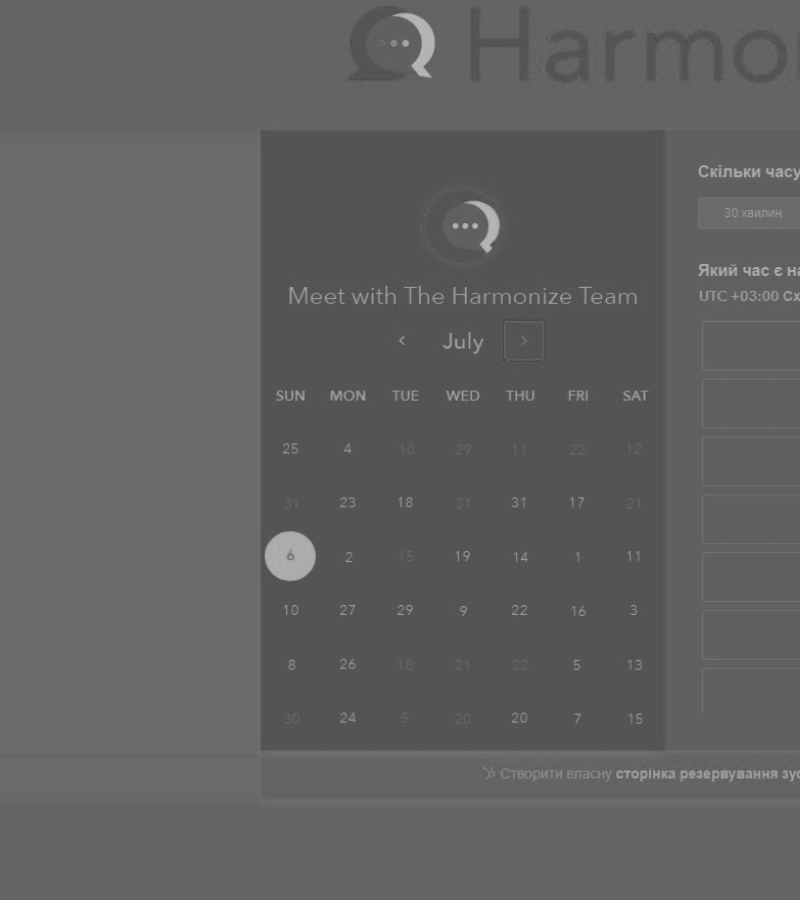 Harmon
Meet with The Harmonize Team
July
SUN MON TUE WED THU FRI SAT
25 4 10 29 11 22 12
31 23 18 31 31 17 21
6 2 15 19 14 1 11
10 27 29 9 22 16 3
8 26 18 21 22 5 13
30 24 5 20 20 7 15
Скільки часу
30 хвилин
Який час є на
UTC +03:00 Сх
Створити власну сторінка резервування зус